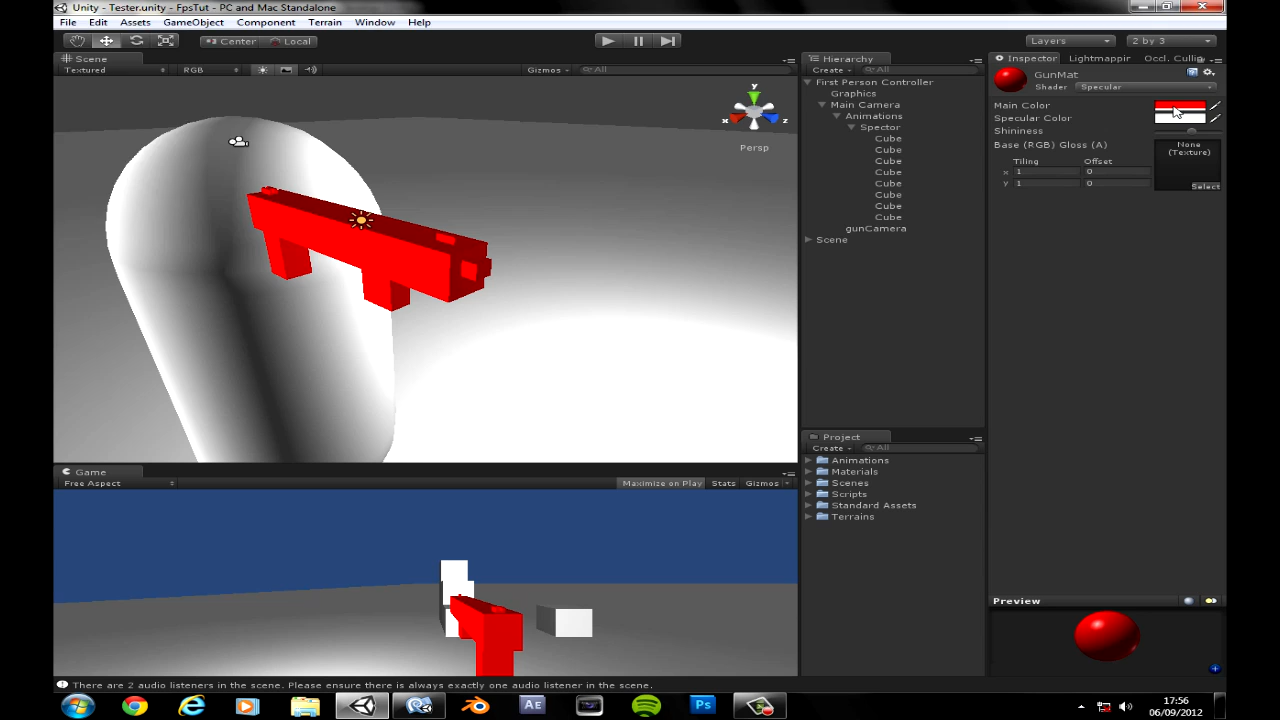 Unity - Tester.unity - FpsTut - PC and Mac Standalone
File Edit Assets GameObject Component Terrain Window Help
Center Local Layers 2 by 3
Scene
Textured RGB Gizmos All
y
x z
Persp
Hierarchy
Create All
First Person Controller
Graphics
Main Camera
Animations
Spector
Cube
Cube
Cube
Cube
Cube
Cube
Cube
Cube
gunCamera
Scene
Inspector Lightmappir Occl. Cullin
GunMat
Shader Specular
Main Color
Specular Color
Shininess
Base (RGB) Gloss (A)
None
(Texture)
Tiling Offset
x 1 0
y 1 0
Select
Project
Create All
Animations
Materials
Scenes
Scripts
Standard Assets
Terrains
Game
Free Aspect Maximize on Play Stats Gizmos
Preview
There are 2 audio listeners in the scene. Please ensure there is always exactly one audio listener in the scene.
Ae Ps
17:56
06/09/2012